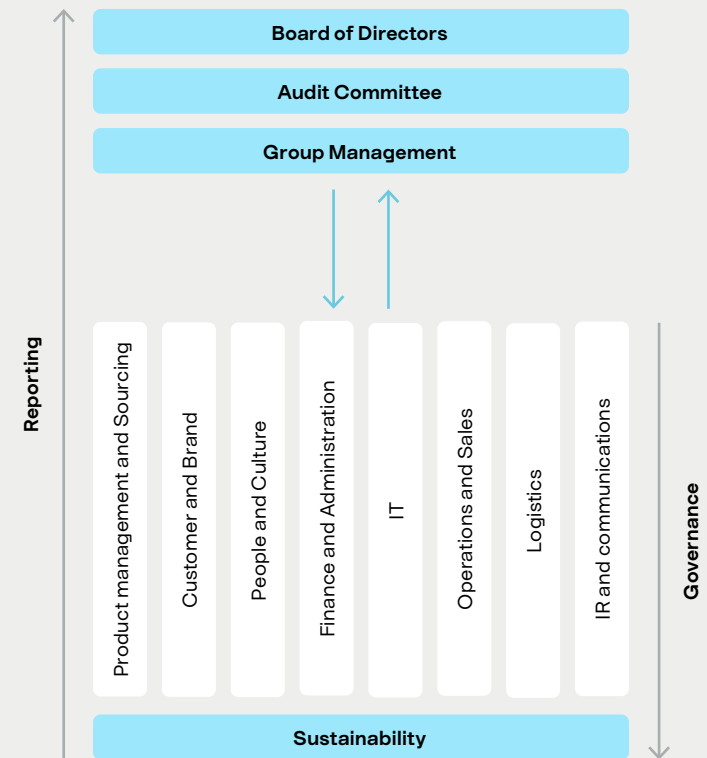 Board of Directors
Audit Committee
Group Management
Reporting
Product management and Sourcing
Customer and Brand
People and Culture
Finance and Administration
IT
Operations and Sales
Logistics
IR and communications
Governance
Sustainability